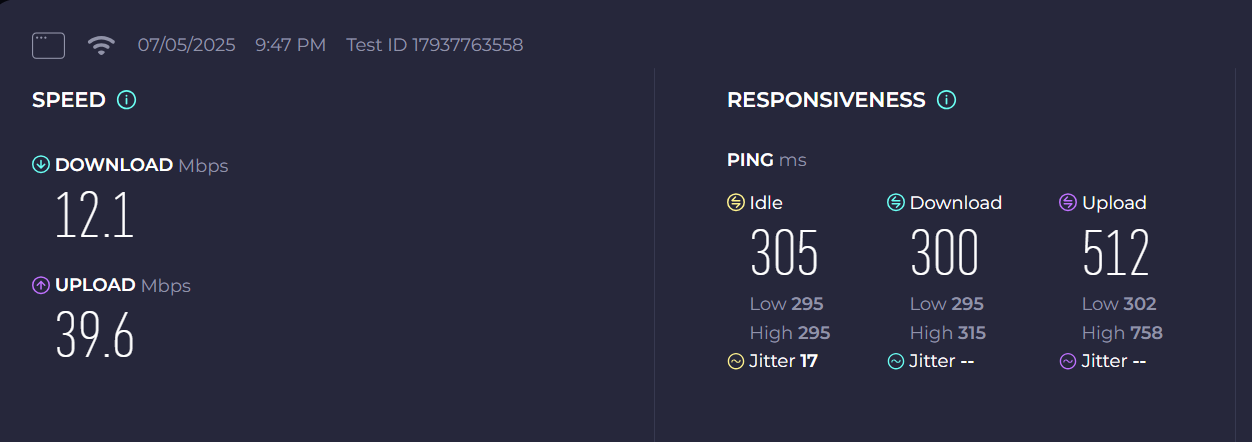 07/05/2025 9:47 PM Test ID 17937763558
SPEED
DOWNLOAD Mbps
12.1
UPLOAD Mbps
39.6
RESPONSIVENESS
PING ms
Idle Download Upload
305 300 512
Low 295 Low 295 Low 302
High 295 High 315 High 758
Jitter 17 Jitter -- Jitter --